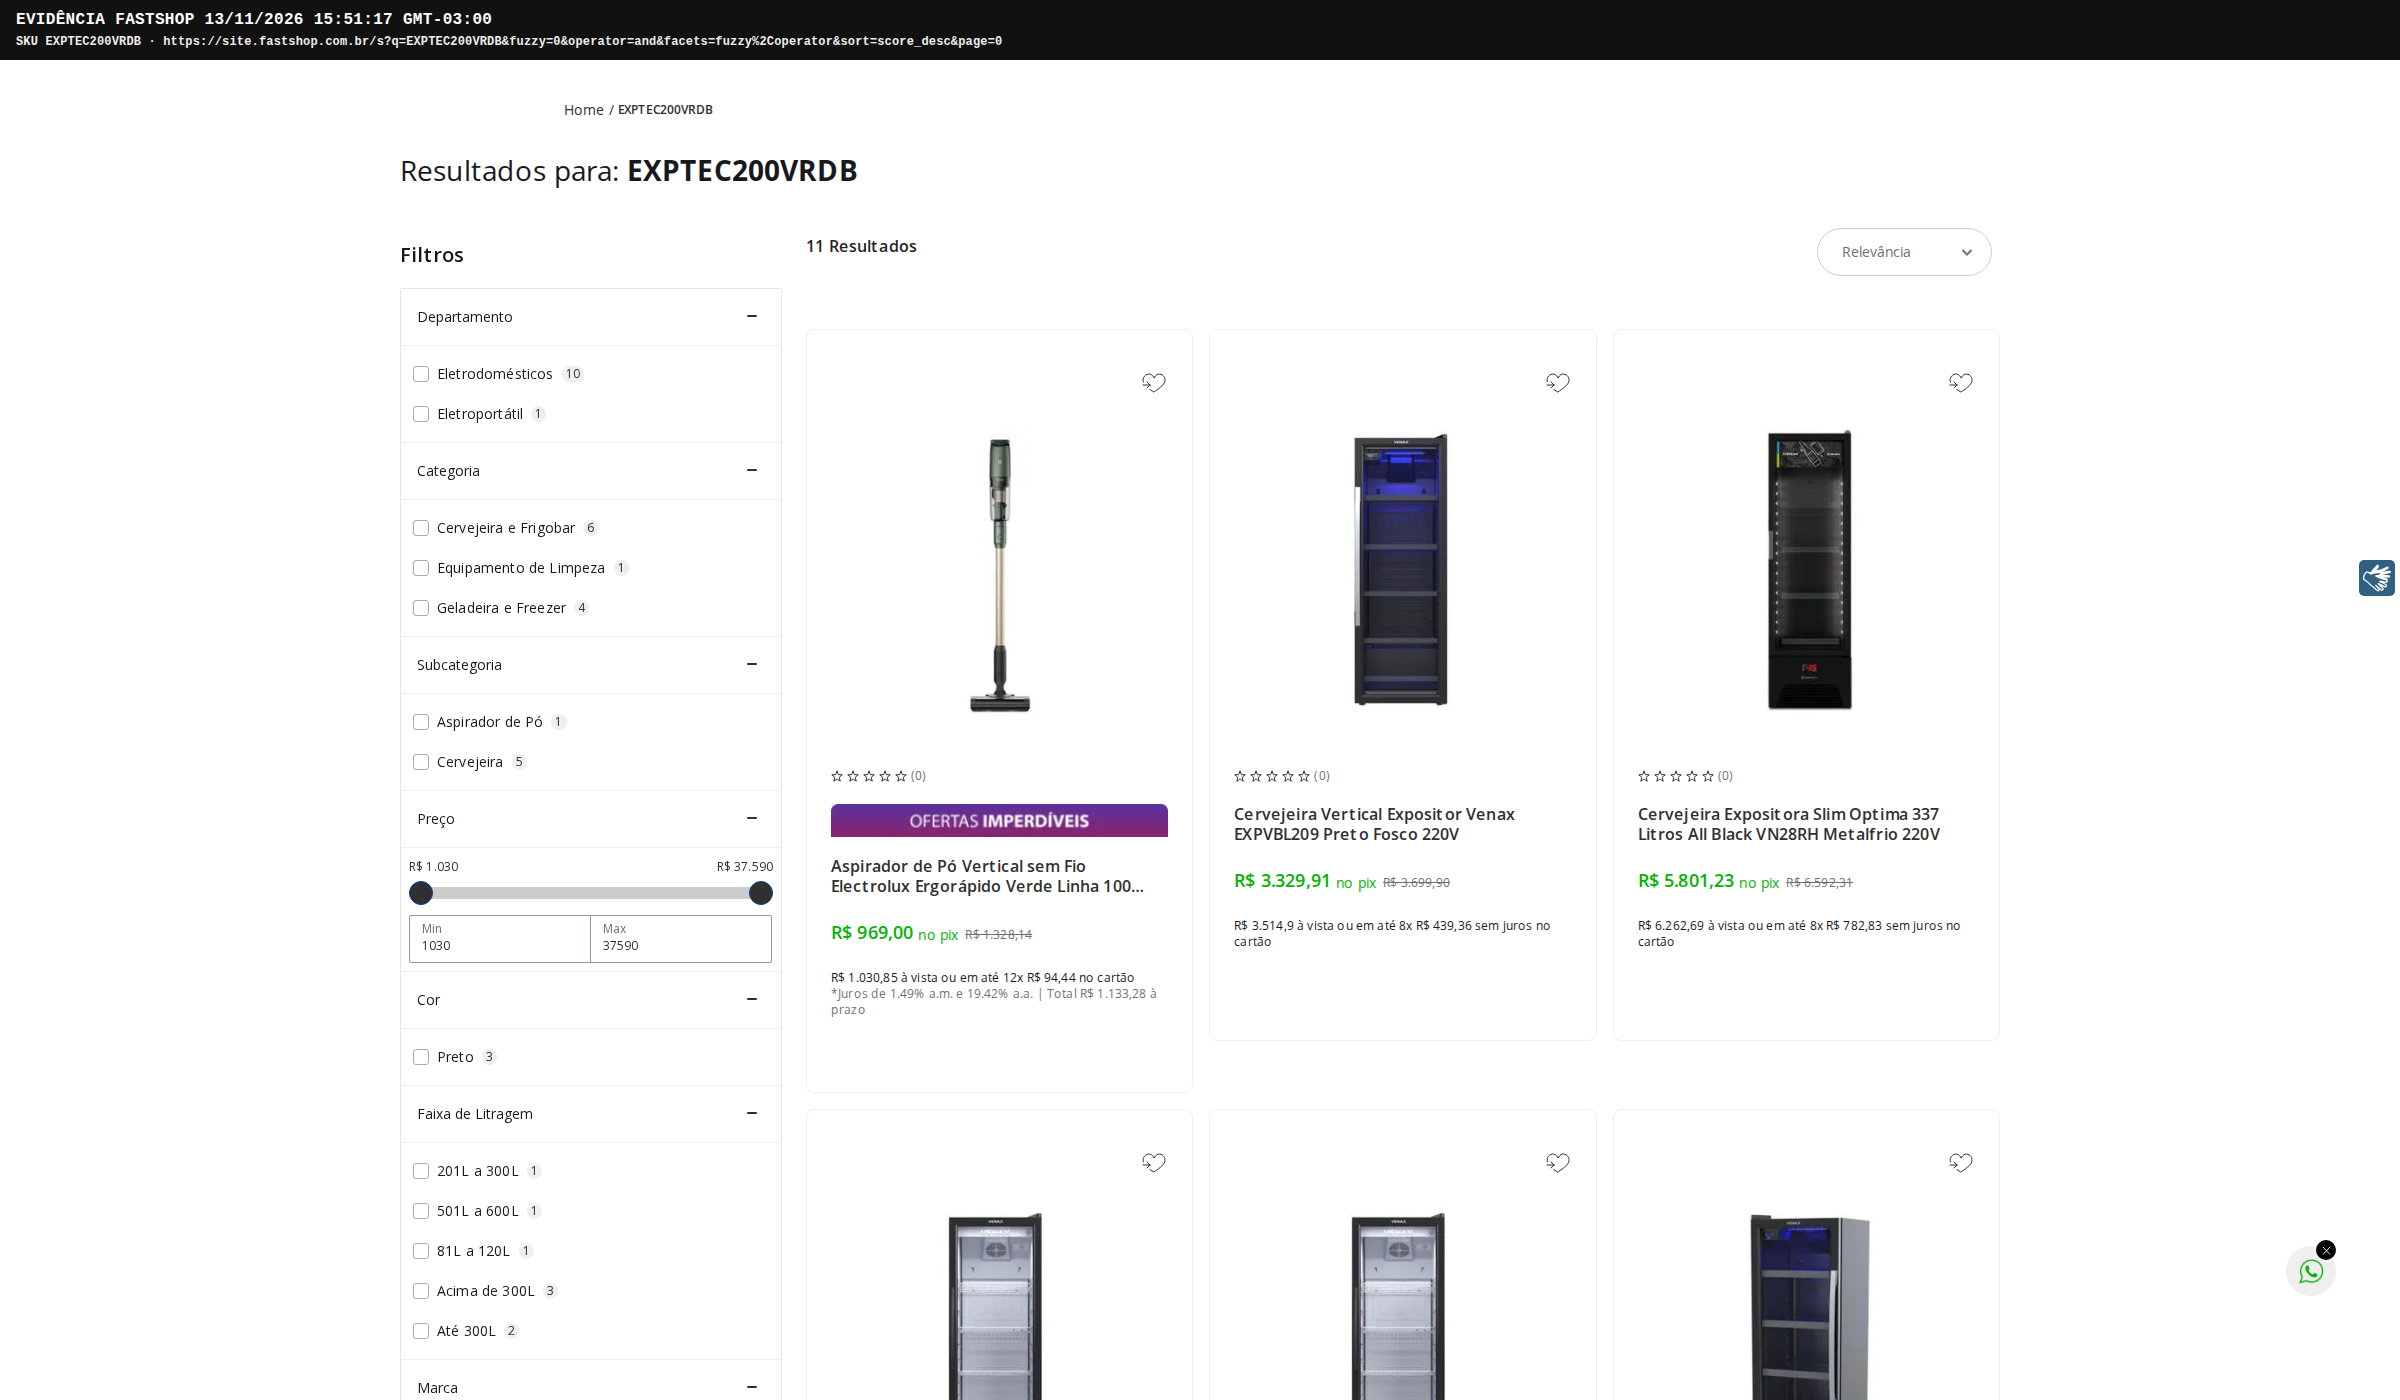 EVIDÊNCIA FASTSHOP 13/11/2026 15:51:17 GMT-03:00
SKU EXPTEC200VRDB · https://site.fastshop.com.br/s?q=EXPTEC200VRDB&fuzzy=0&operator=and&facets=fuzzy%2Coperator&sort=score_desc&page=0
Home / EXPTEC200VRDB
Resultados para: EXPTEC200VRDB
Filtros
11 Resultados
Relevância
Departamento
Eletrodomésticos 10
Eletroportátil 1
Categoria
Cervejeira e Frigobar 6
Equipamento de Limpeza 1
Geladeira e Freezer 4
Subcategoria
Aspirador de Pó 1
Cervejeira 5
Preço
R$ 1.030 R$ 37.590
Min
1030
Max
37590
Cor
Preto 3
Faixa de Litragem
201L a 300L 1
501L a 600L 1
81L a 120L 1
Acima de 300L 3
Até 300L 2
Marca
(0)
OFERTAS IMPERDÍVEIS
Aspirador de Pó Vertical sem Fio
Electrolux Ergorápido Verde Linha 100...
R$ 969,00 no pix R$ 1.328,14
R$ 1.030,85 à vista ou em até 12x R$ 94,44 no cartão
*Juros de 1.49% a.m. e 19.42% a.a. | Total R$ 1.133,28 à
prazo
VENAX
(0)
Cervejeira Vertical Expositor Venax
EXPVBL209 Preto Fosco 220V
R$ 3.329,91 no pix R$ 3.699,90
R$ 3.514,9 à vista ou em até 8x R$ 439,36 sem juros no
cartão
(0)
Cervejeira Expositora Slim Optima 337
Litros All Black VN28RH Metalfrio 220V
R$ 5.801,23 no pix R$ 6.592,31
R$ 6.262,69 à vista ou em até 8x R$ 782,83 sem juros no
cartão
VENAX
VENAX
VENAX